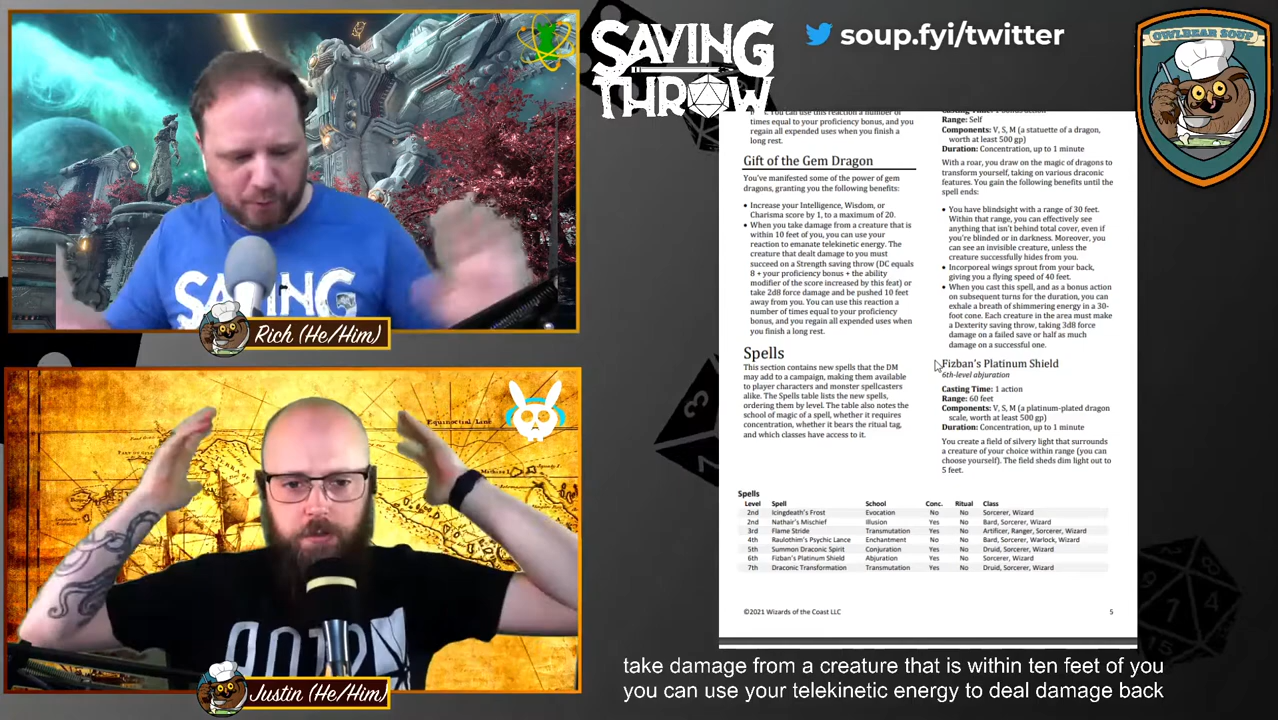 SAVING
THROW
soup.fyi/twitter
OWLBEAR SOUP
SAVING
Rich (He/Him)
Equinoctial Line
Justin (He/Him)
You can use this reaction a number of
times equal to your proficiency bonus, and you
regain all expended uses when you finish a
long rest.
Gift of the Gem Dragon
You've manifested some of the power of gem
dragons, granting you the following benefits:
• Increase your Intelligence, Wisdom, or
Charisma score by 1, to a maximum of 20.
• When you take damage from a creature that is
within 10 feet of you, you can use your
reaction to emanate telekinetic energy. The
creature that dealt damage to you must
succeed on a Strength saving throw (DC equals
8 + your proficiency bonus + the ability
modifier of the score increased by this feat) or
take 2d8 force damage and be pushed 10 feet
away from you. You can use this reaction a
number of times equal to your proficiency
bonus, and you regain all expended uses when
you finish a long rest.
Spells
This section contains new spells that the DM
may add to a campaign, making them available
to player characters and monster spellcasters
alike. The Spells table lists the new spells,
ordering them by level. The table also notes the
school of magic of a spell, whether it requires
concentration, whether it bears the ritual tag,
and which classes have access to it.
Range: Self
Components: V, S, M (a statuette of a dragon,
worth at least 500 gp)
Duration: Concentration, up to 1 minute
With a roar, you draw on the magic of dragons to
transform yourself, taking on various draconic
features. You gain the following benefits until the
spell ends:
• You have blindsight with a range of 30 feet.
Within that range, you can effectively see
anything that isn't behind total cover, even if
you're blinded or in darkness. Moreover, you
can see an invisible creature, unless the
creature successfully hides from you.
• Incorporeal wings sprout from your back,
giving you a flying speed of 40 feet.
• When you cast this spell, and as a bonus action
on subsequent turns for the duration, you can
exhale a breath of shimmering energy in a 30-
foot cone. Each creature in the area must make
a Dexterity saving throw, taking 3d8 force
damage on a failed save or half as much
damage on a successful one.
Fizban's Platinum Shield
6th-level abjuration
Casting Time: 1 action
Range: 60 feet
Components: V, S, M (a platinum-plated dragon
scale, worth at least 500 gp)
Duration: Concentration, up to 1 minute
You create a field of silvery light that surrounds
a creature of your choice within range (you can
choose yourself). The field sheds dim light out to
5 feet.
Spells
Level Spell School Conc. Ritual Class
2nd Icingdeath's Frost Evocation No No Sorcerer, Wizard
2nd Nathair's Mischief Illusion Yes No Bard, Sorcerer, Wizard
3rd Flame Stride Transmutation Yes No Artificer, Ranger, Sorcerer, Wizard
4th Raulothim's Psychic Lance Enchantment No No Bard, Sorcerer, Warlock, Wizard
5th Summon Draconic Spirit Conjuration Yes No Druid, Sorcerer, Wizard
6th Fizban's Platinum Shield Abjuration Yes No Sorcerer, Wizard
7th Draconic Transformation Transmutation Yes No Druid, Sorcerer, Wizard
©2021 Wizards of the Coast LLC 5
take damage from a creature that is within ten feet of you
you can use your telekinetic energy to deal damage back